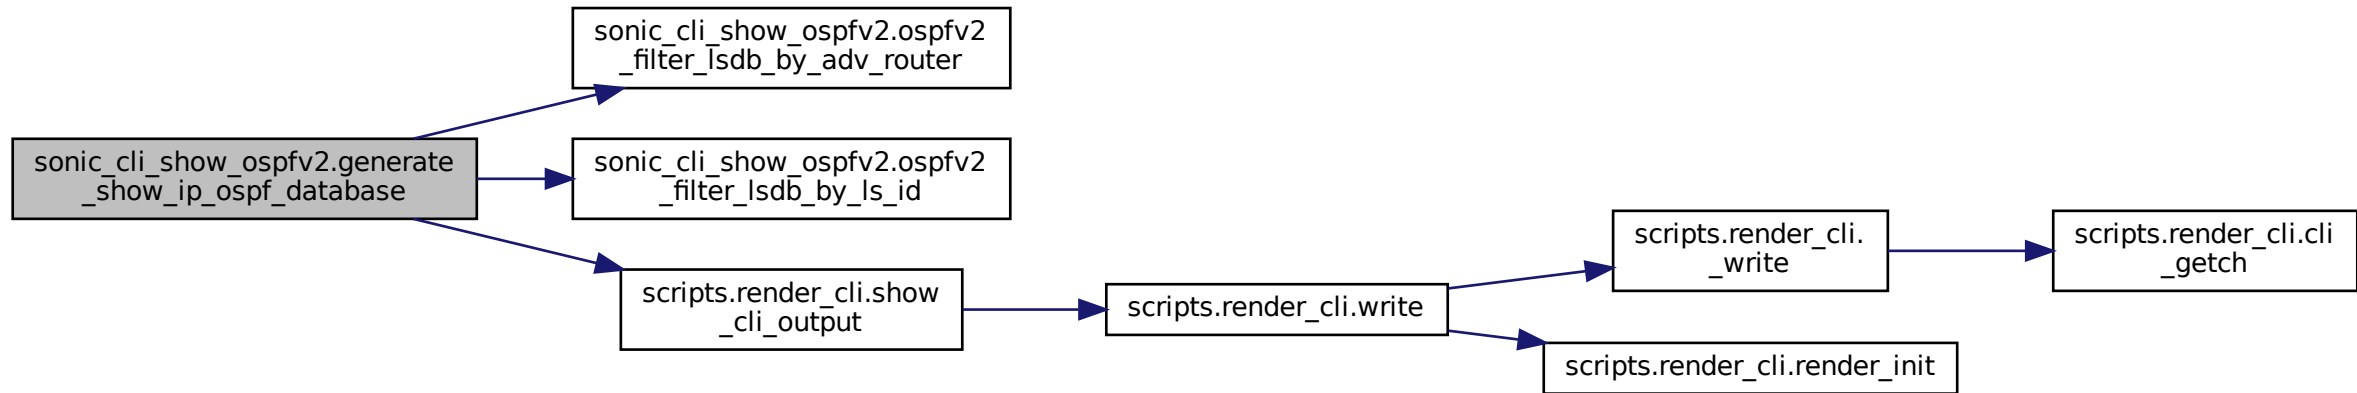 sonic_cli_show_ospfv2.ospfv2
_filter_lsdb_by_adv_router
sonic_cli_show_ospfv2.generate
_show_ip_ospf_database
sonic_cli_show_ospfv2.ospfv2
_filter_lsdb_by_ls_id
scripts.render_cli.show
_cli_output
scripts.render_cli.write
scripts.render_cli.
_write
scripts.render_cli.cli
_getch
scripts.render_cli.render_init